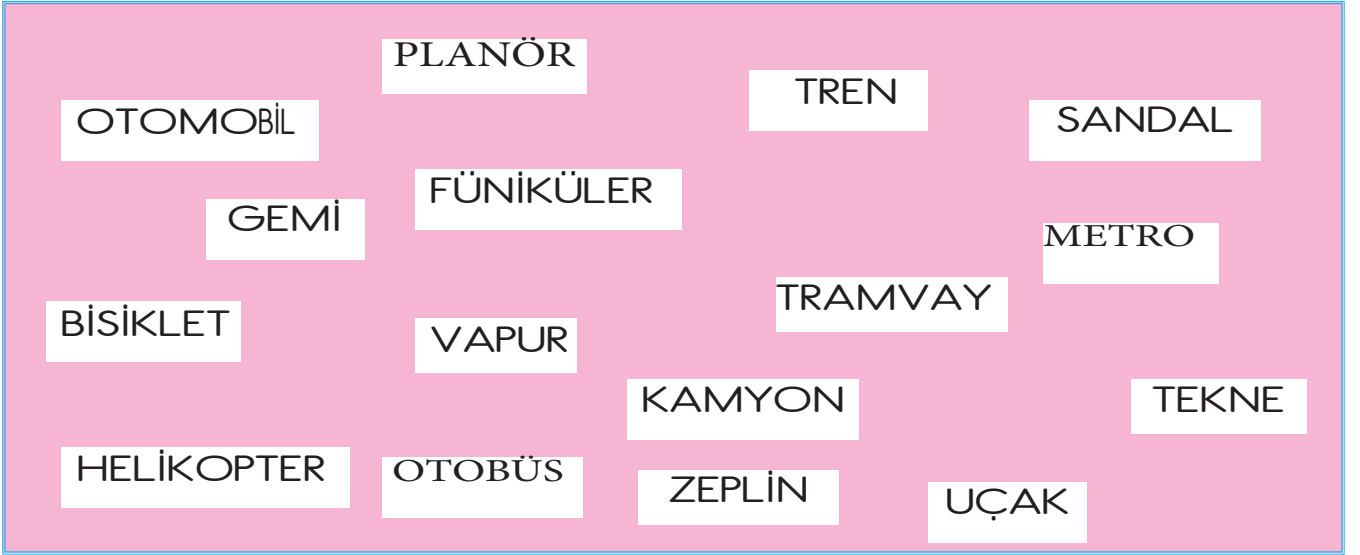 PLANÖR
TREN
OTOMOBİL
SANDAL
FÜNİKÜLER
GEMİ
METRO
TRAMVAY
BİSİKLET
VAPUR
KAMYON
TEKNE
HELİKOPTER
OTOBÜS
ZEPLİN
UÇAK